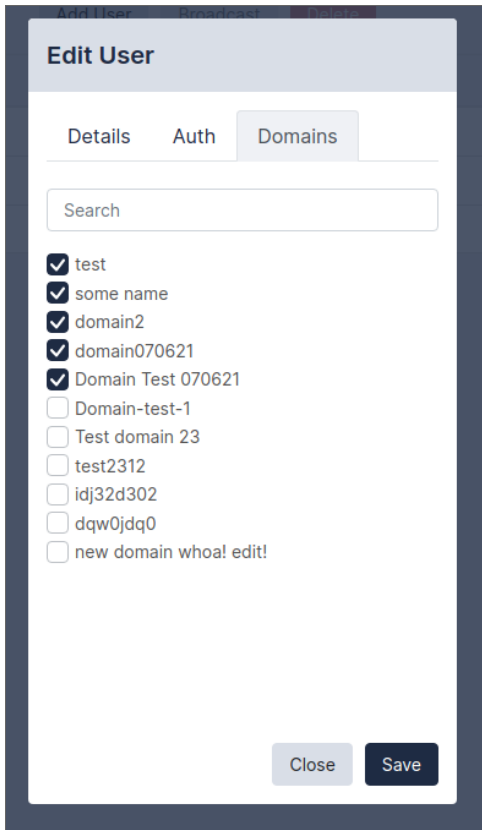 Add User Broadcast Delete
Edit User
Details Auth Domains
Search
test
some name
domain2
domain070621
Domain Test 070621
Domain-test-1
Test domain 23
test2312
idj32d302
dqw0jdq0
new domain whoa! edit!
Close Save